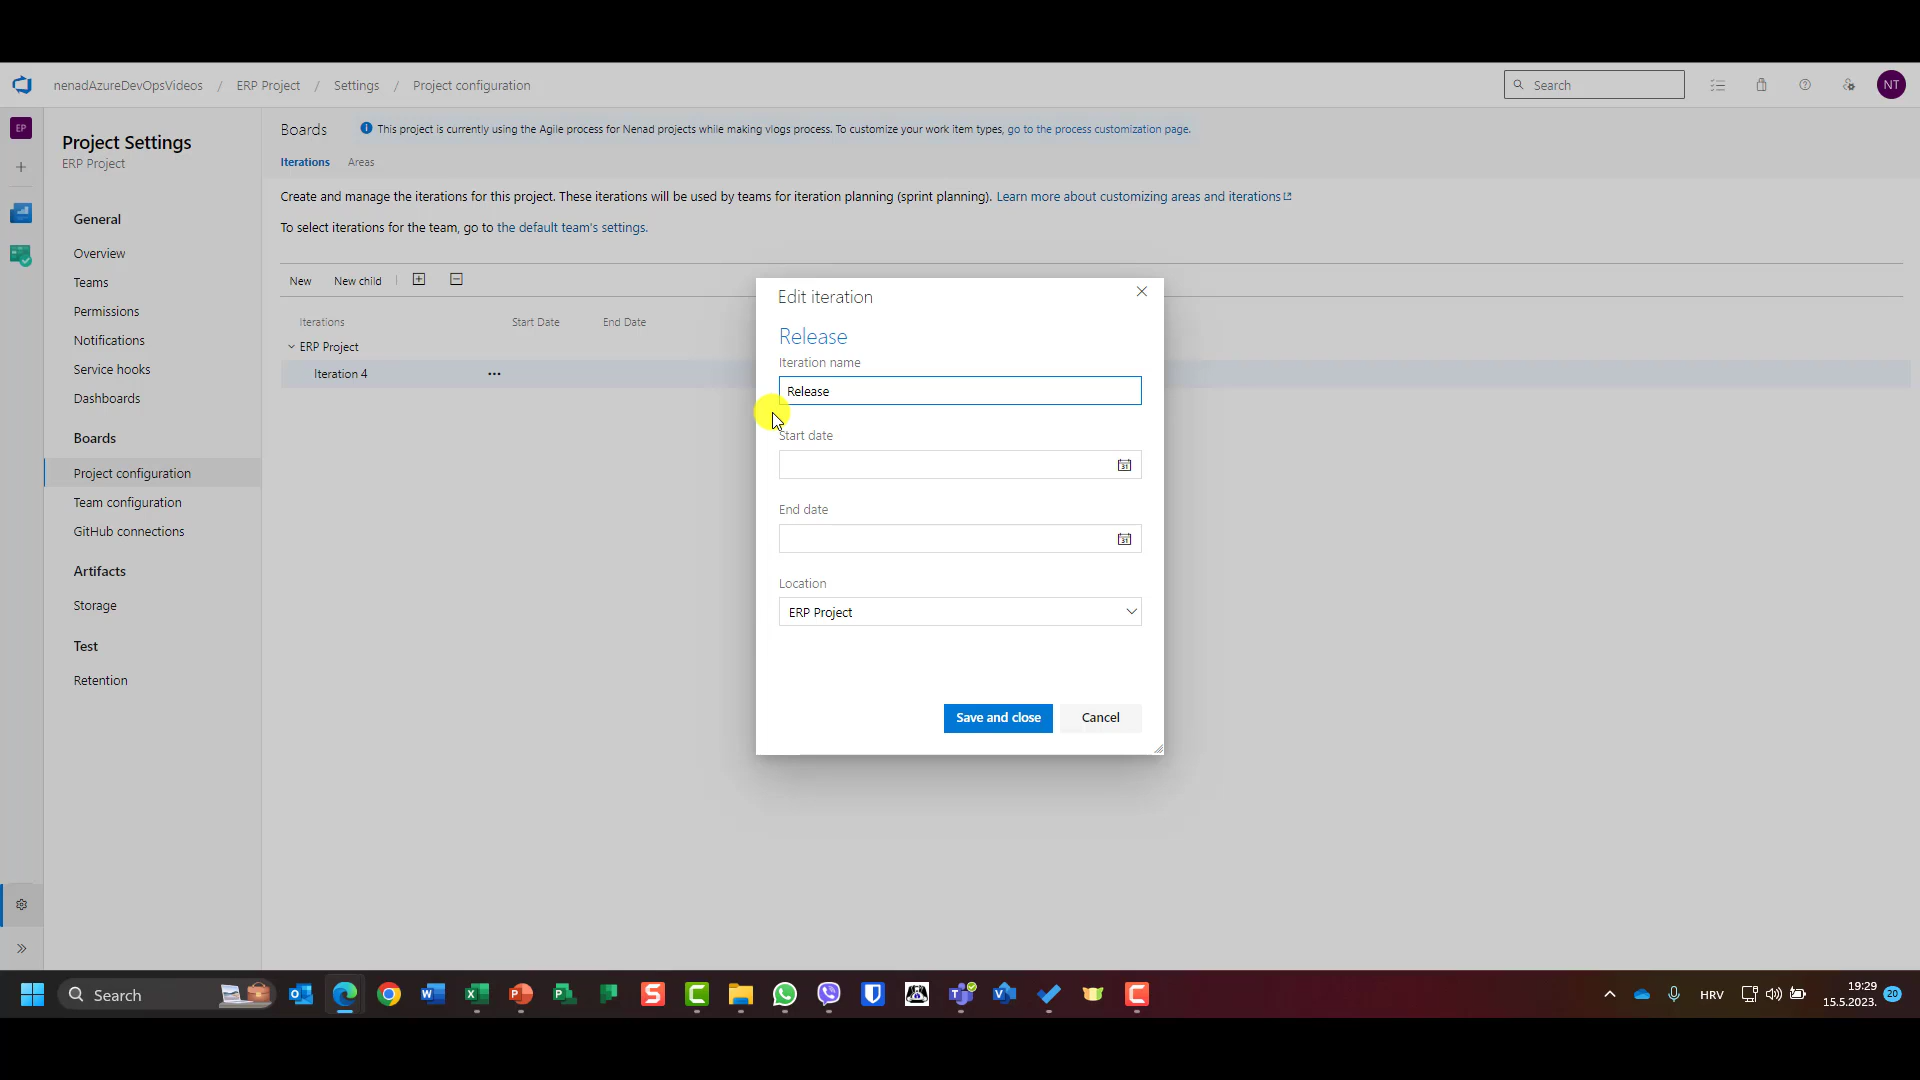 nenadAzureDevOpsVideos / ERP Project / Settings / Project configuration
Search
NT
EP
Project Settings
ERP Project
General
Overview
Teams
Permissions
Notifications
Service hooks
Dashboards
Boards
Project configuration
Team configuration
GitHub connections
Artifacts
Storage
Test
Retention
Boards
This project is currently using the Agile process for Nenad projects while making vlogs process. To customize your work item types, go to the process customization page.
Iterations Areas
Create and manage the iterations for this project. These iterations will be used by teams for iteration planning (sprint planning). Learn more about customizing areas and iterations
To select iterations for the team, go to the default team's settings.
New New child
Iterations Start Date End Date
ERP Project
Iteration 4
Edit iteration
Release
Iteration name
Release
Start date
End date
Location
ERP Project
Save and close Cancel
Search
HRV
19:29
15.5.2023.
20